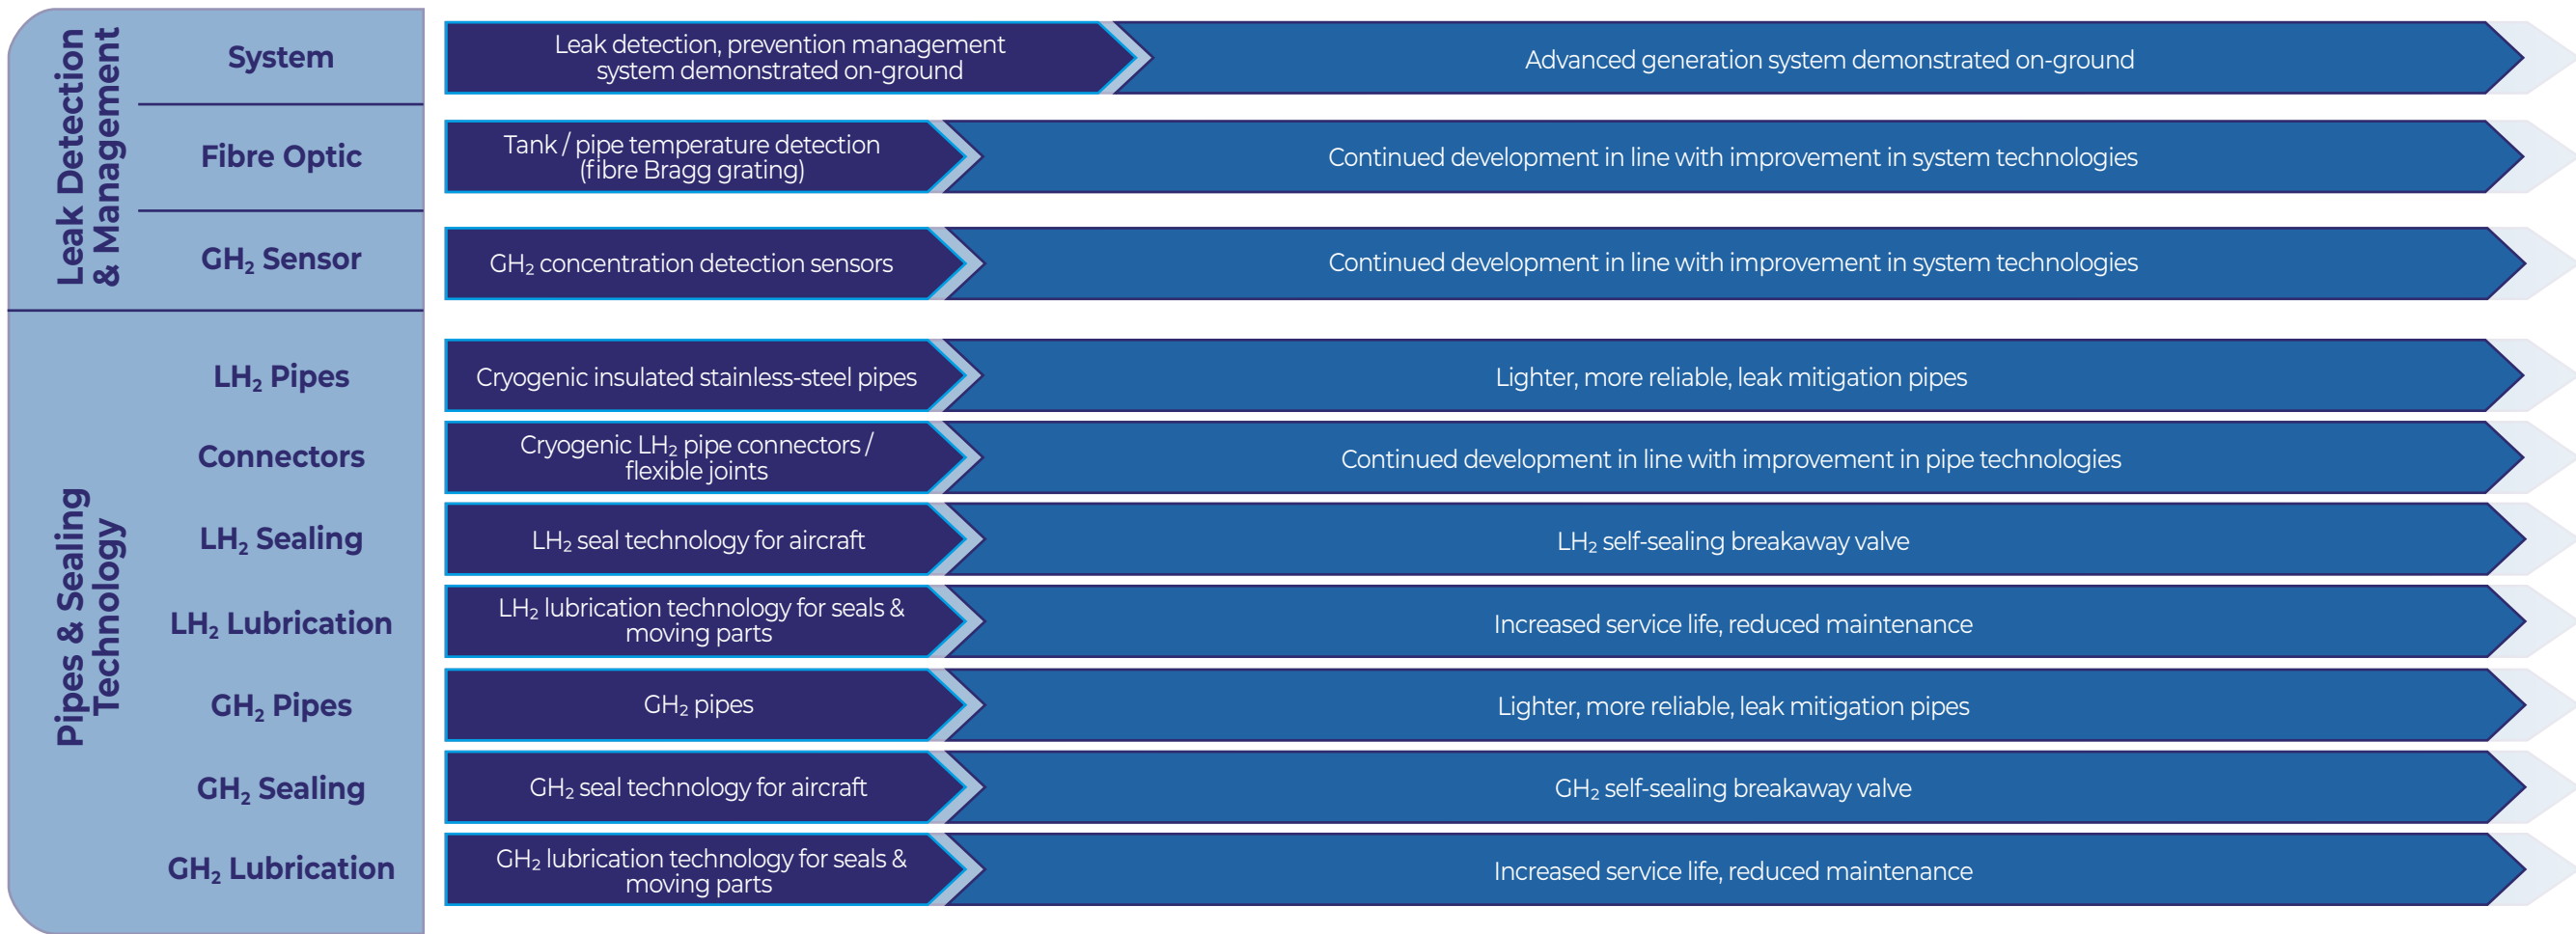 Leak Detection
& Management
System
Leak detection, prevention management
system demonstrated on-ground
Advanced generation system demonstrated on-ground
Fibre Optic
Tank / pipe temperature detection
(fibre Bragg grating)
Continued development in line with improvement in system technologies
GH₂ Sensor
GH₂ concentration detection sensors
Continued development in line with improvement in system technologies
Pipes & Sealing
Technology
LH₂ Pipes
Cryogenic insulated stainless-steel pipes
Lighter, more reliable, leak mitigation pipes
Connectors
Cryogenic LH₂ pipe connectors /
flexible joints
Continued development in line with improvement in pipe technologies
LH₂ Sealing
LH₂ seal technology for aircraft
LH₂ self-sealing breakaway valve
LH₂ Lubrication
LH₂ lubrication technology for seals &
moving parts
Increased service life, reduced maintenance
GH₂ Pipes
GH₂ pipes
Lighter, more reliable, leak mitigation pipes
GH₂ Sealing
GH₂ seal technology for aircraft
GH₂ self-sealing breakaway valve
GH₂ Lubrication
GH₂ lubrication technology for seals &
moving parts
Increased service life, reduced maintenance